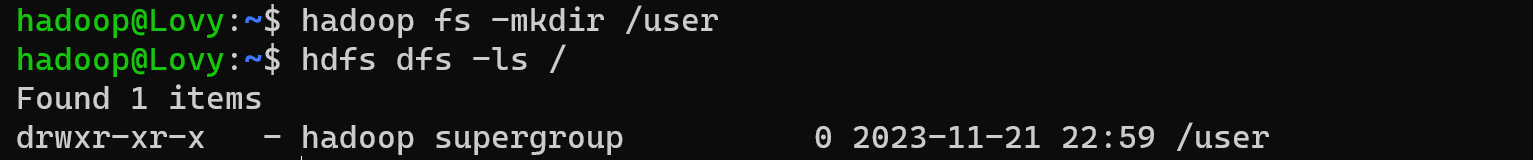 hadoop@Lovy:~$ hadoop fs -mkdir /user
hadoop@Lovy:~$ hdfs dfs -ls /
Found 1 items
drwxr-xr-x   - hadoop supergroup          0 2023-11-21 22:59 /user